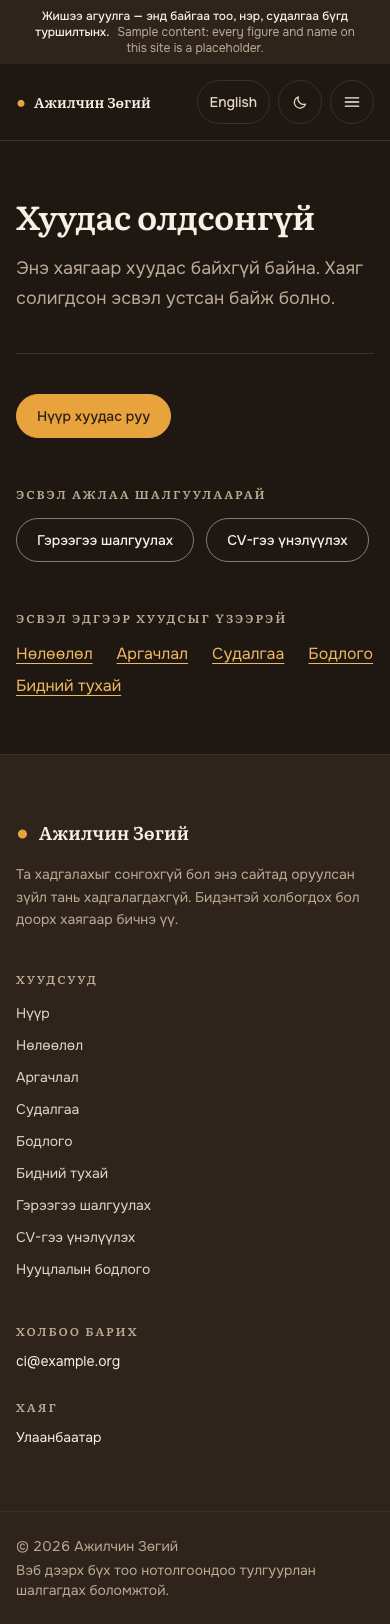 Жишээ агуулга — энд байгаа тоо, нэр, судалгаа бүгд
туршилтынх. Sample content: every figure and name on
this site is a placeholder.
Ажилчин Зөгий
English
Хуудас олдсонгүй
Энэ хаягаар хуудас байхгүй байна. Хаяг
солигдсон эсвэл устсан байж болно.
Нүүр хуудас руу
ЭСВЭЛ АЖЛАА ШАЛГУУЛААРАЙ
Гэрээгээ шалгуулах
CV-гээ үнэлүүлэх
ЭСВЭЛ ЭДГЭЭР ХУУДСЫГ ҮЗЭЭРЭЙ
Нөлөөлөл Аргачлал Судалгаа Бодлого
Бидний тухай
Ажилчин Зөгий
Та хадгалахыг сонгохгүй бол энэ сайтад оруулсан
зүйл тань хадгалагдахгүй. Бидэнтэй холбогдох бол
доорх хаягаар бичнэ үү.
ХУУДСУУД
Нүүр
Нөлөөлөл
Аргачлал
Судалгаа
Бодлого
Бидний тухай
Гэрээгээ шалгуулах
CV-гээ үнэлүүлэх
Нууцлалын бодлого
ХОЛБОО БАРИХ
ci@example.org
ХАЯГ
Улаанбаатар
© 2026 Ажилчин Зөгий
Вэб дээрх бүх тоо нотолгоондоо тулгуурлан
шалгагдах боломжтой.